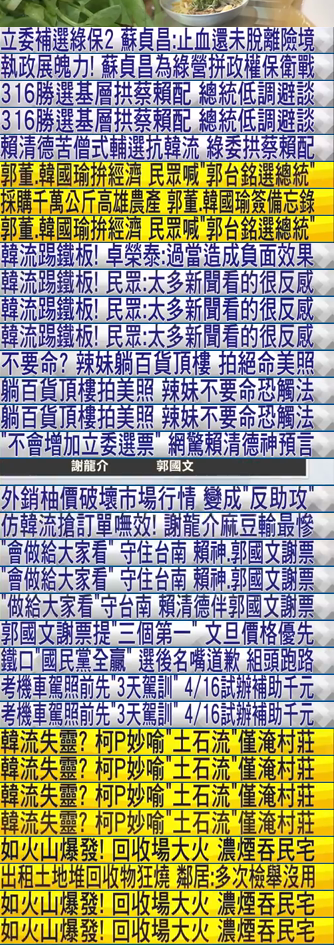 立委補選綠保2 蘇貞昌:止血還未脫離險境
執政展魄力! 蘇貞昌為綠營拼政權保衛戰
316勝選基層拱蔡賴配 總統低調避談
316勝選基層拱蔡賴配 總統低調避談
賴清德苦僧式輔選抗韓流 綠委拱蔡賴配
郭董.韓國瑜拚經濟 民眾喊"郭台銘選總統"
採購千萬公斤高雄農產 郭董.韓國瑜簽備忘錄
郭董.韓國瑜拚經濟 民眾喊"郭台銘選總統"
韓流踢鐵板! 卓榮泰:過當造成負面效果
韓流踢鐵板! 民眾:太多新聞看的很反感
韓流踢鐵板! 民眾:太多新聞看的很反感
韓流踢鐵板! 民眾:太多新聞看的很反感
不要命? 辣妹躺百貨頂樓 拍絕命美照
躺百貨頂樓拍美照 辣妹不要命恐觸法
躺百貨頂樓拍美照 辣妹不要命恐觸法
"不會增加立委選票" 網驚賴清德神預言
謝龍介 郭國文
外銷柚價破壞市場行情 變成"反助攻"
仿韓流搶訂單嘸效! 謝龍介麻豆輸最慘
"會做給大家看" 守住台南 賴神.郭國文謝票
"會做給大家看" 守住台南 賴神.郭國文謝票
"做給大家看"守台南 賴清德伴郭國文謝票
郭國文謝票提"三個第一" 文旦價格優先
鐵口"國民黨全贏" 選後名嘴道歉 組頭跑路
考機車駕照前先"3天駕訓" 4/16試辦補助千元
考機車駕照前先"3天駕訓" 4/16試辦補助千元
韓流失靈? 柯P妙喻"土石流"僅淹村莊
韓流失靈? 柯P妙喻"土石流"僅淹村莊
韓流失靈? 柯P妙喻"土石流"僅淹村莊
韓流失靈? 柯P妙喻"土石流"僅淹村莊
如火山爆發! 回收場大火 濃煙吞民宅
出租土地堆回收物狂燒 鄰居:多次檢舉沒用
如火山爆發! 回收場大火 濃煙吞民宅
如火山爆發! 回收場大火 濃煙吞民宅